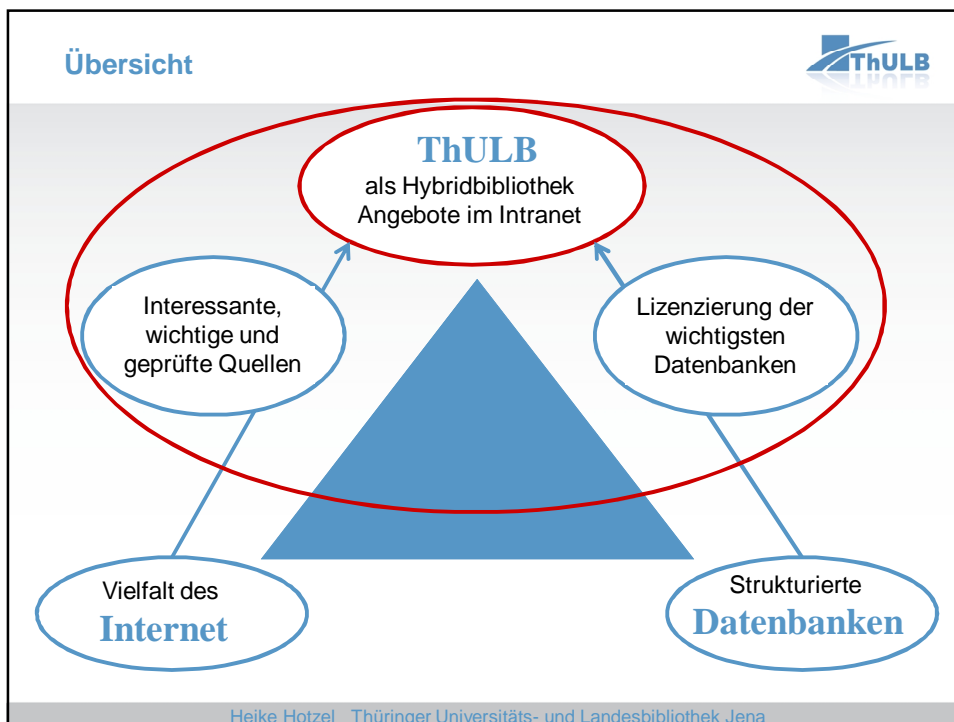 Übersicht
ThULB
ThULB
als Hybridbibliothek
Angebote im Intranet
Interessante,
wichtige und
geprüfte Quellen
Lizenzierung der
wichtigsten
Datenbanken
Vielfalt des
Internet
Strukturierte
Datenbanken
Heike Hotzel Thüringer Universitäts- und Landesbibliothek Jena